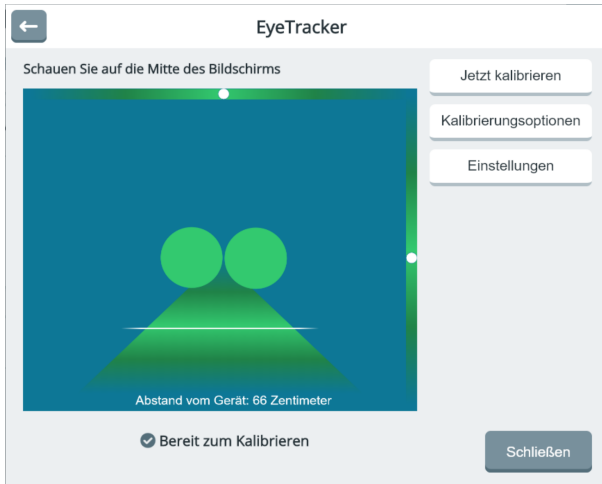 EyeTracker
Schauen Sie auf die Mitte des Bildschirms
Jetzt kalibrieren
Kalibrierungsoptionen
Einstellungen
Abstand vom Gerät: 66 Zentimeter
Bereit zum Kalibrieren
Schließen